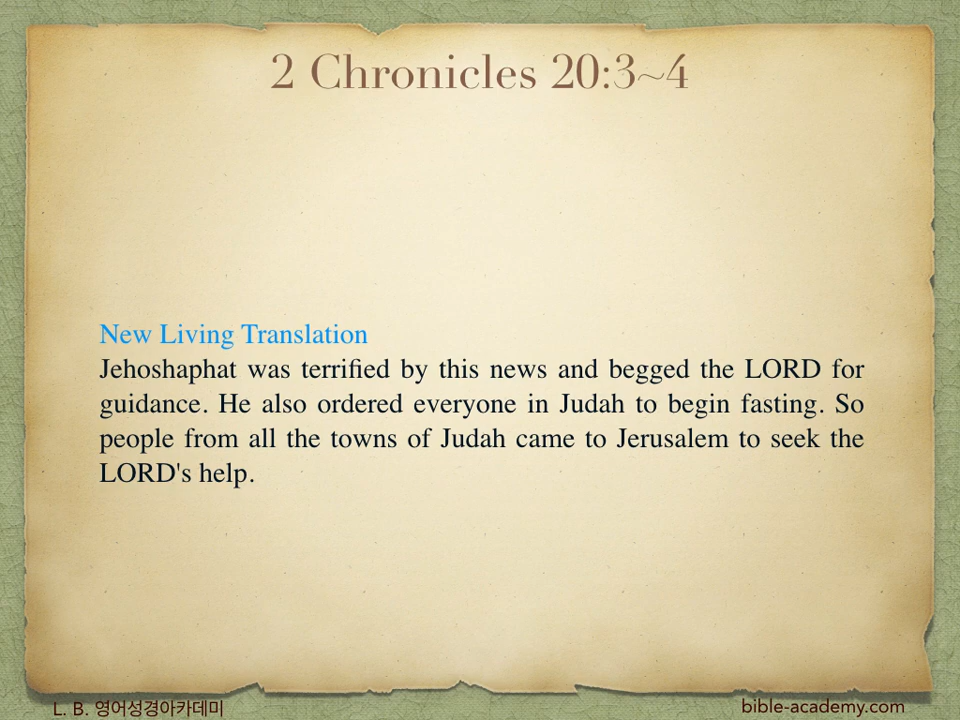 2 Chronicles 20:3~4
New Living Translation
Jehoshaphat was terrified by this news and begged the LORD for
guidance. He also ordered everyone in Judah to begin fasting. So
people from all the towns of Judah came to Jerusalem to seek the
LORD's help.
L. B. 영어성경아카데미
bible-academy.com